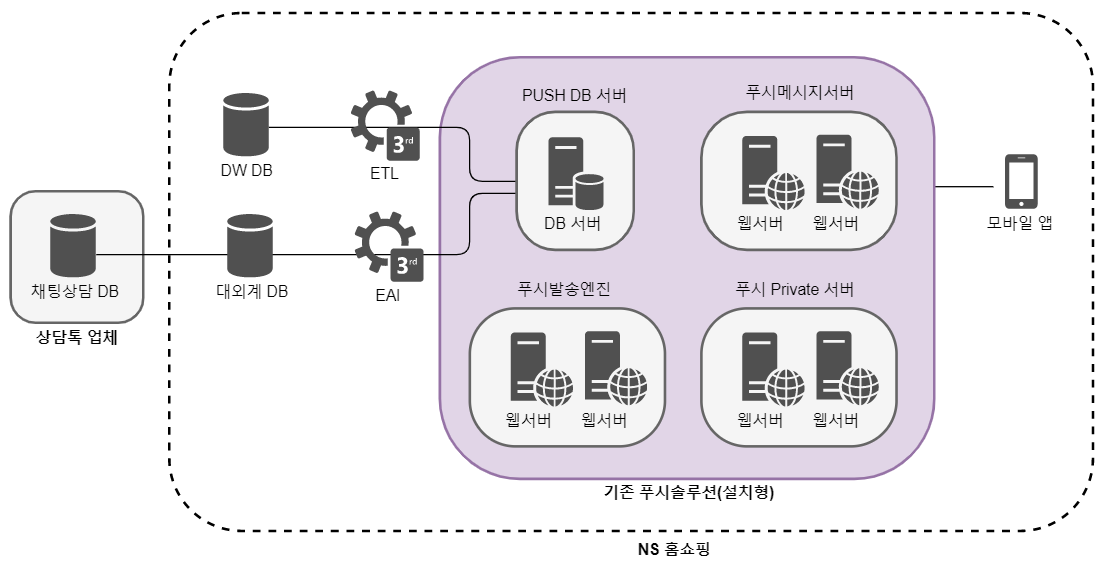 PUSH DB 서버
푸시메시지서버
3rd
DW DB
ETL
DB 서버
웹서버
웹서버
모바일 앱
3rd
채팅상담 DB
대외계 DB
EAI
상담톡 업체
푸시발송엔진
푸시 Private 서버
웹서버
웹서버
웹서버
웹서버
기존 푸시솔루션(설치형)
NS 홈쇼핑